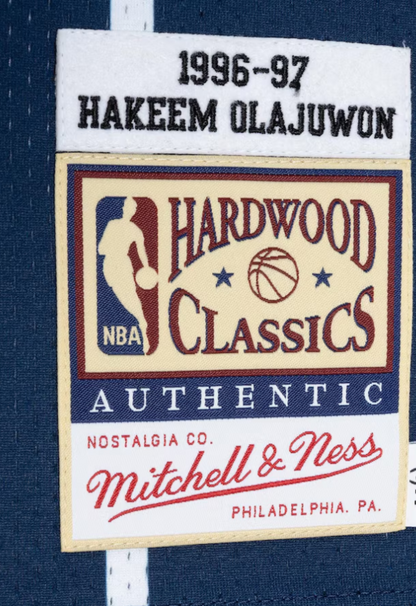 1996-97
HAKEEM OLAJUWON
HARDWOOD
NBA
CLASSICS
AUTHENTIC
NOSTALGIA CO.
Mitchell & Ness
PHILADELPHIA. PA.